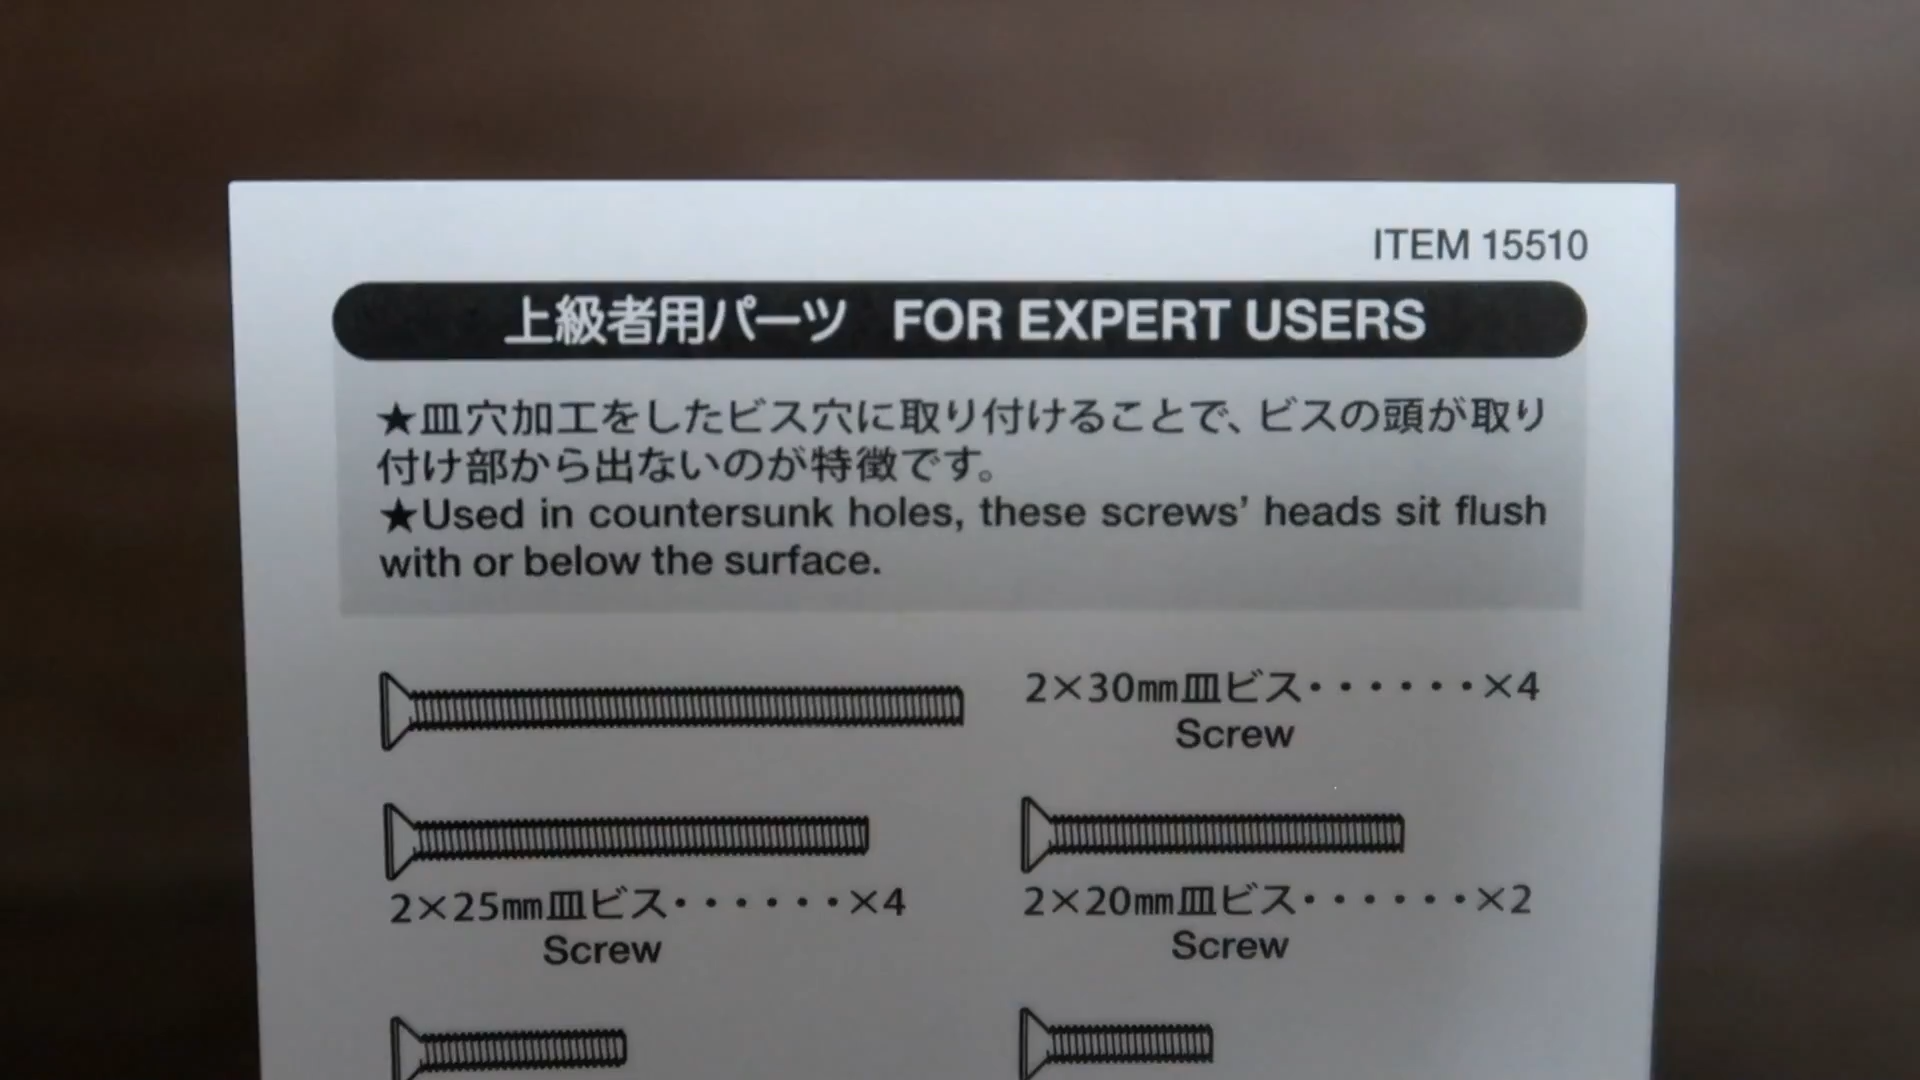 ITEM 15510
上級者用パーツ FOR EXPERT USERS
★皿穴加工をしたビス穴に取り付けることで、ビスの頭が取り
付け部から出ないのが特徴です。
★Used in countersunk holes, these screws' heads sit flush
with or below the surface.
2×30mm皿ビス・・・・・・×4
Screw
2×25mm皿ビス・・・・・・×4
Screw
2×20mm皿ビス・・・・・・×2
Screw